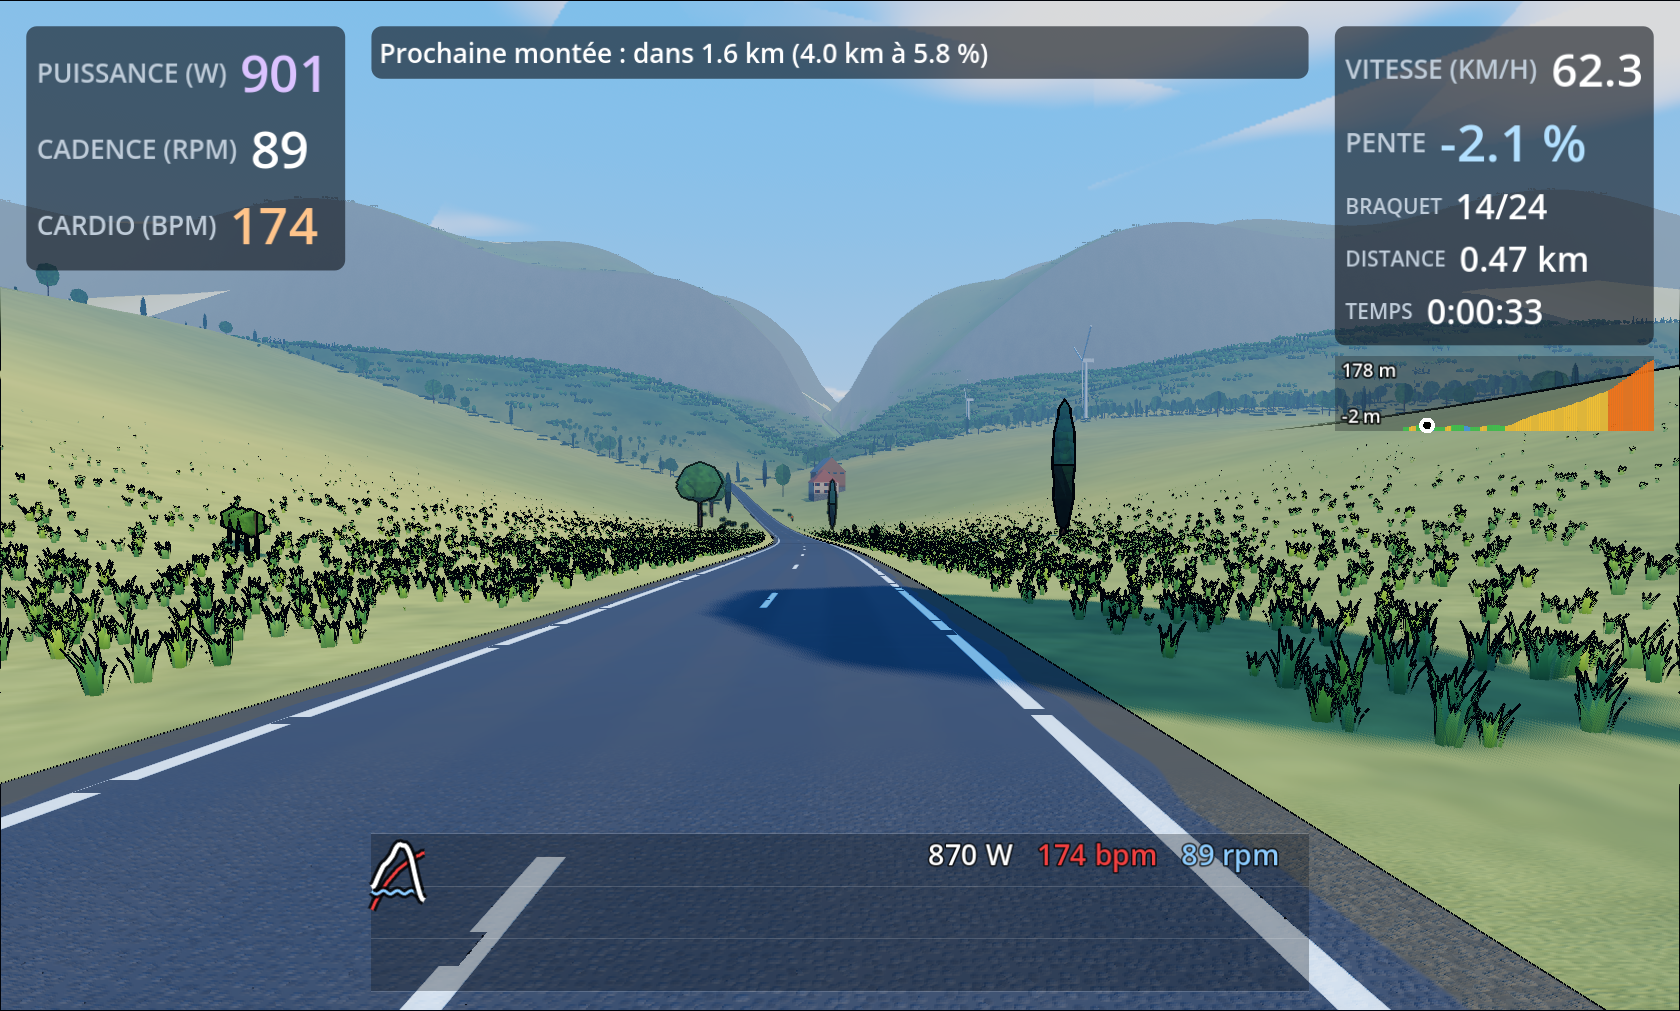 PUISSANCE (W) 901
CADENCE (RPM) 89
CARDIO (BPM) 174
Prochaine montée : dans 1.6 km (4.0 km à 5.8 %)
VITESSE (KM/H) 62.3
PENTE -2.1 %
BRAQUET 14/24
DISTANCE 0.47 km
TEMPS 0:00:33
178 m
-2 m
870 W 174 bpm 89 rpm